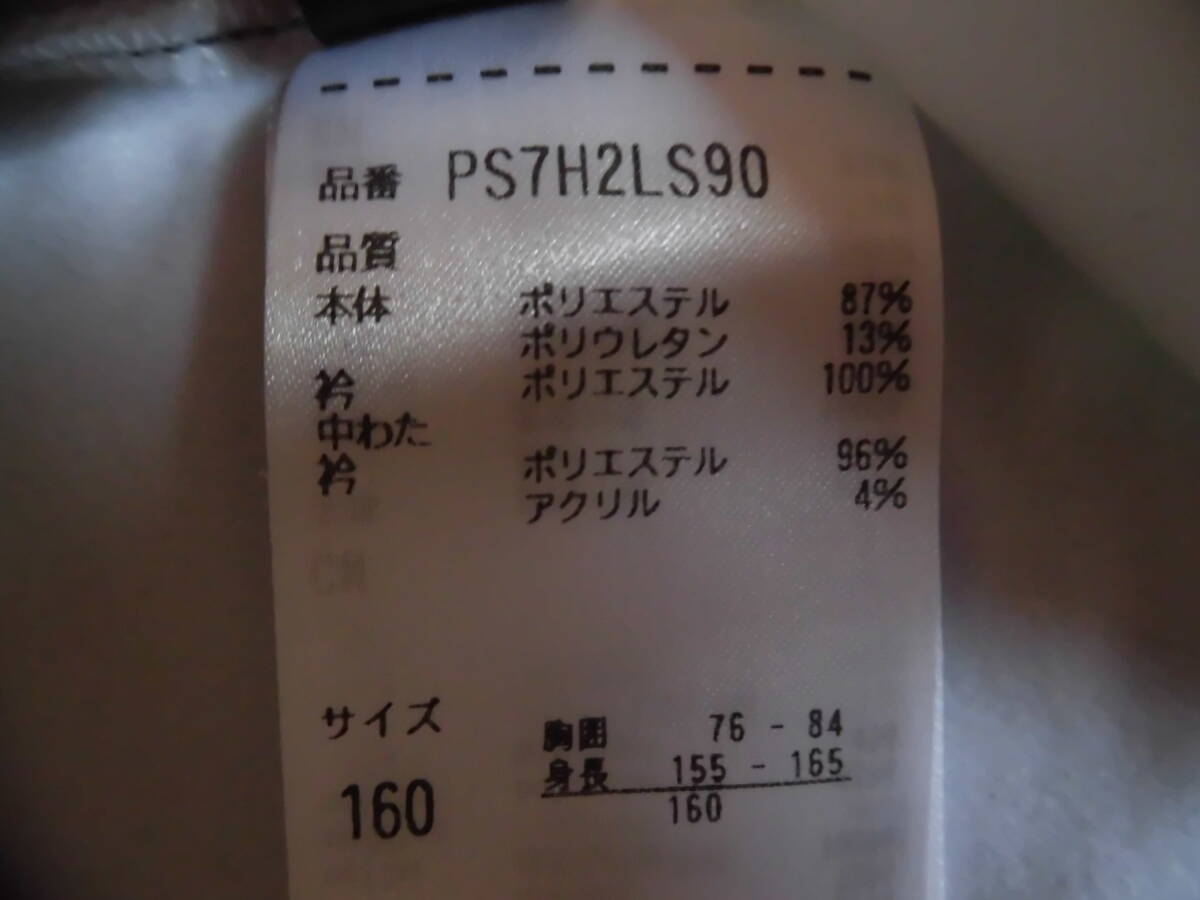 品番 PS7H2LS90
品質
本体 ポリエステル 87%
ポリウレタン 13%
衿 ポリエステル 100%
中わた
衿 ポリエステル 96%
アクリル 4%
サイズ 胸囲 76 - 84
身長 155 - 165
160 160